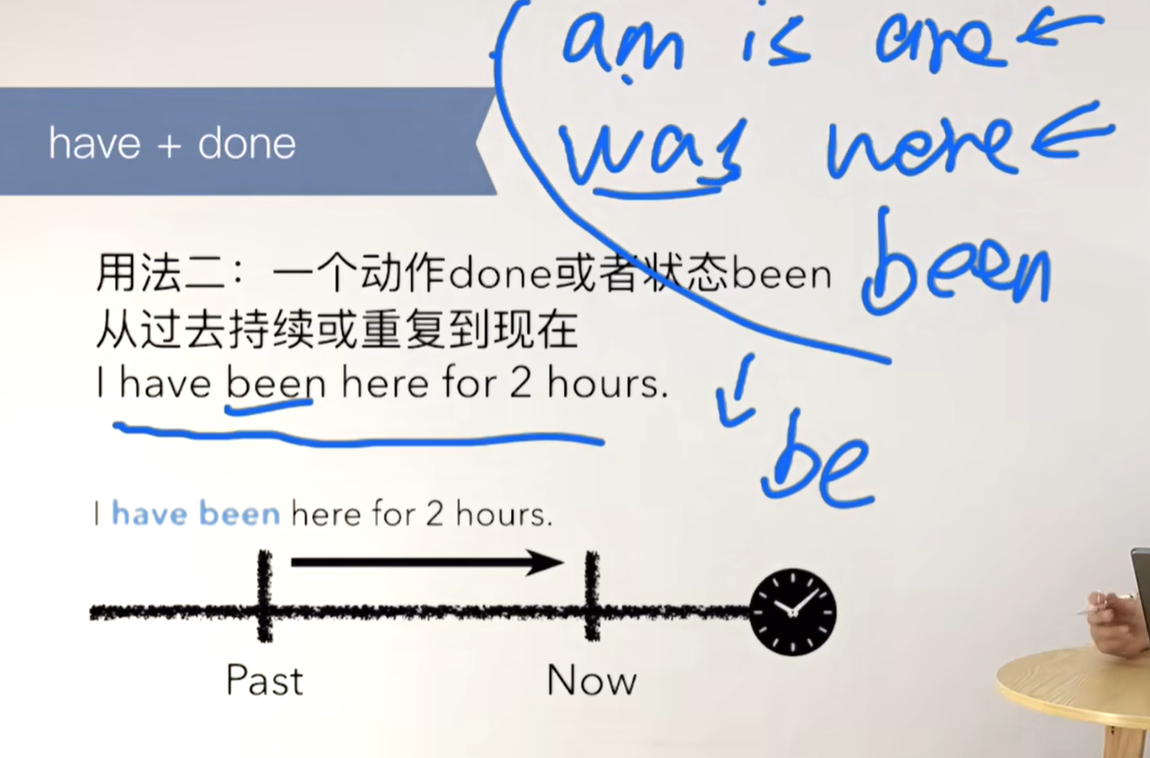 am is are
was were
been
have + done
用法二：一个动作done或者状态been
从过去持续或重复到现在
I have been here for 2 hours.
be
I have been here for 2 hours.
Past
Now